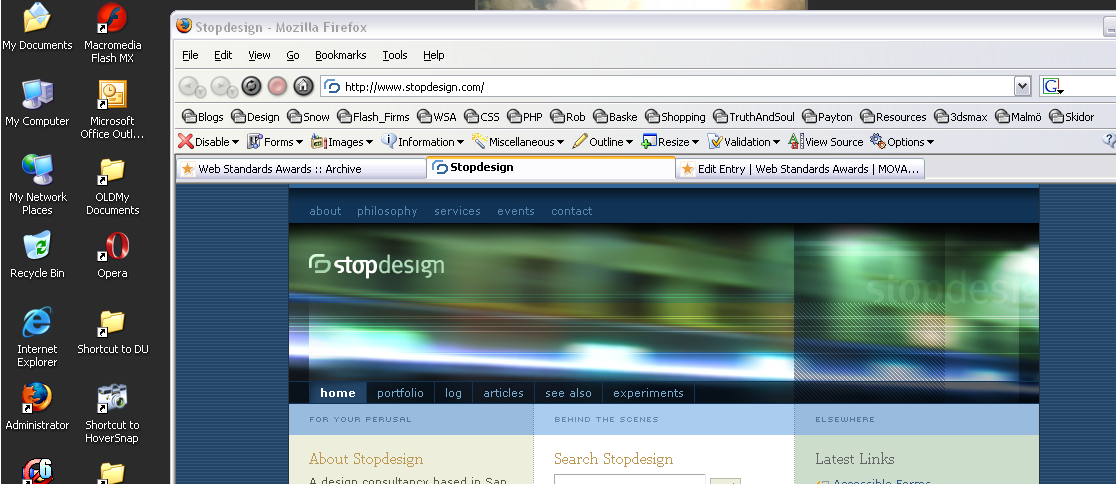 My Documents
Macromedia
Flash MX
My Computer
Microsoft
Office Outl...
My Network
Places
OLDMy
Documents
Recycle Bin
Opera
Internet
Explorer
Shortcut to DU
Administrator
Shortcut to
HoverSnap
6
Stopdesign - Mozilla Firefox
File Edit View Go Bookmarks Tools Help
http://www.stopdesign.com/
G
Blogs Design Snow Flash_Firms WSA CSS PHP Rob Baske Shopping TruthAndSoul Payton Resources 3dsmax Malmö Skidor
Disable Forms Images Information Miscellaneous Outline Resize Validation View Source Options
Web Standards Awards :: Archive Stopdesign Edit Entry | Web Standards Awards | MOVA...
about philosophy services events contact
stopdesign
stopdesig
home portfolio log articles see also experiments
FOR YOUR PERUSAL BEHIND THE SCENES ELSEWHERE
About Stopdesign Search Stopdesign Latest Links
A design consultancy based in San
Accessible Forms